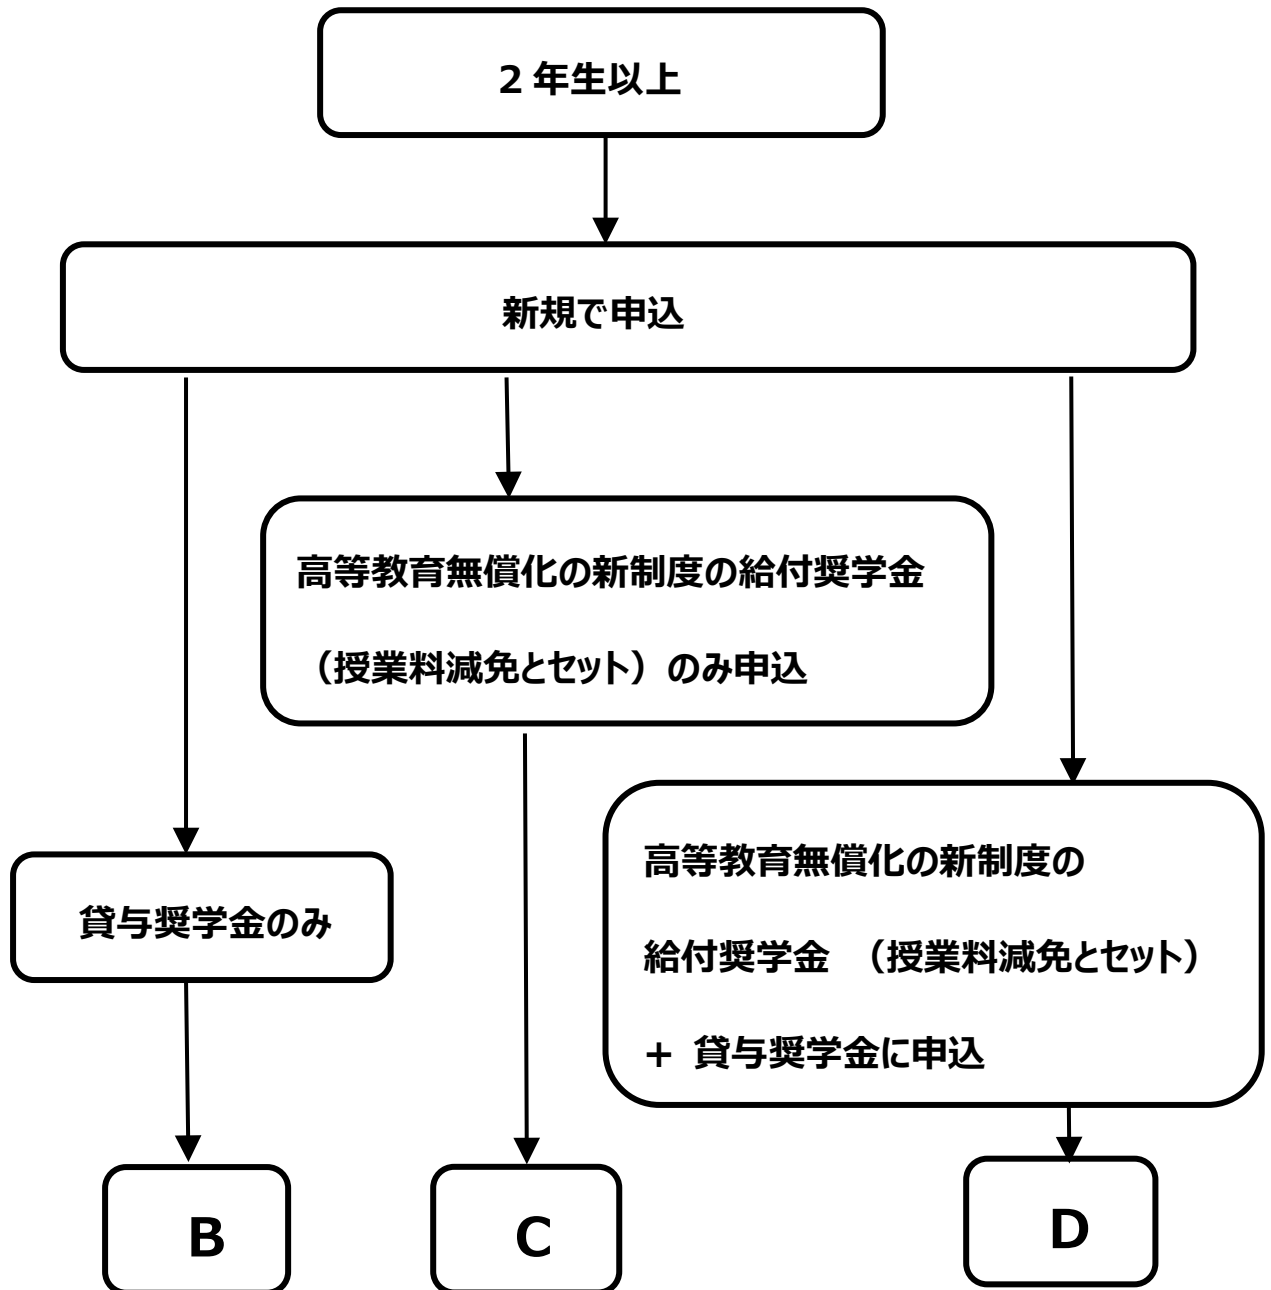 2 年生以上
新規で申込
高等教育無償化の新制度の給付奨学金
（授業料減免とセット）のみ申込
高等教育無償化の新制度の
給付奨学金　（授業料減免とセット）
+ 貸与奨学金に申込
貸与奨学金のみ
B
C
D